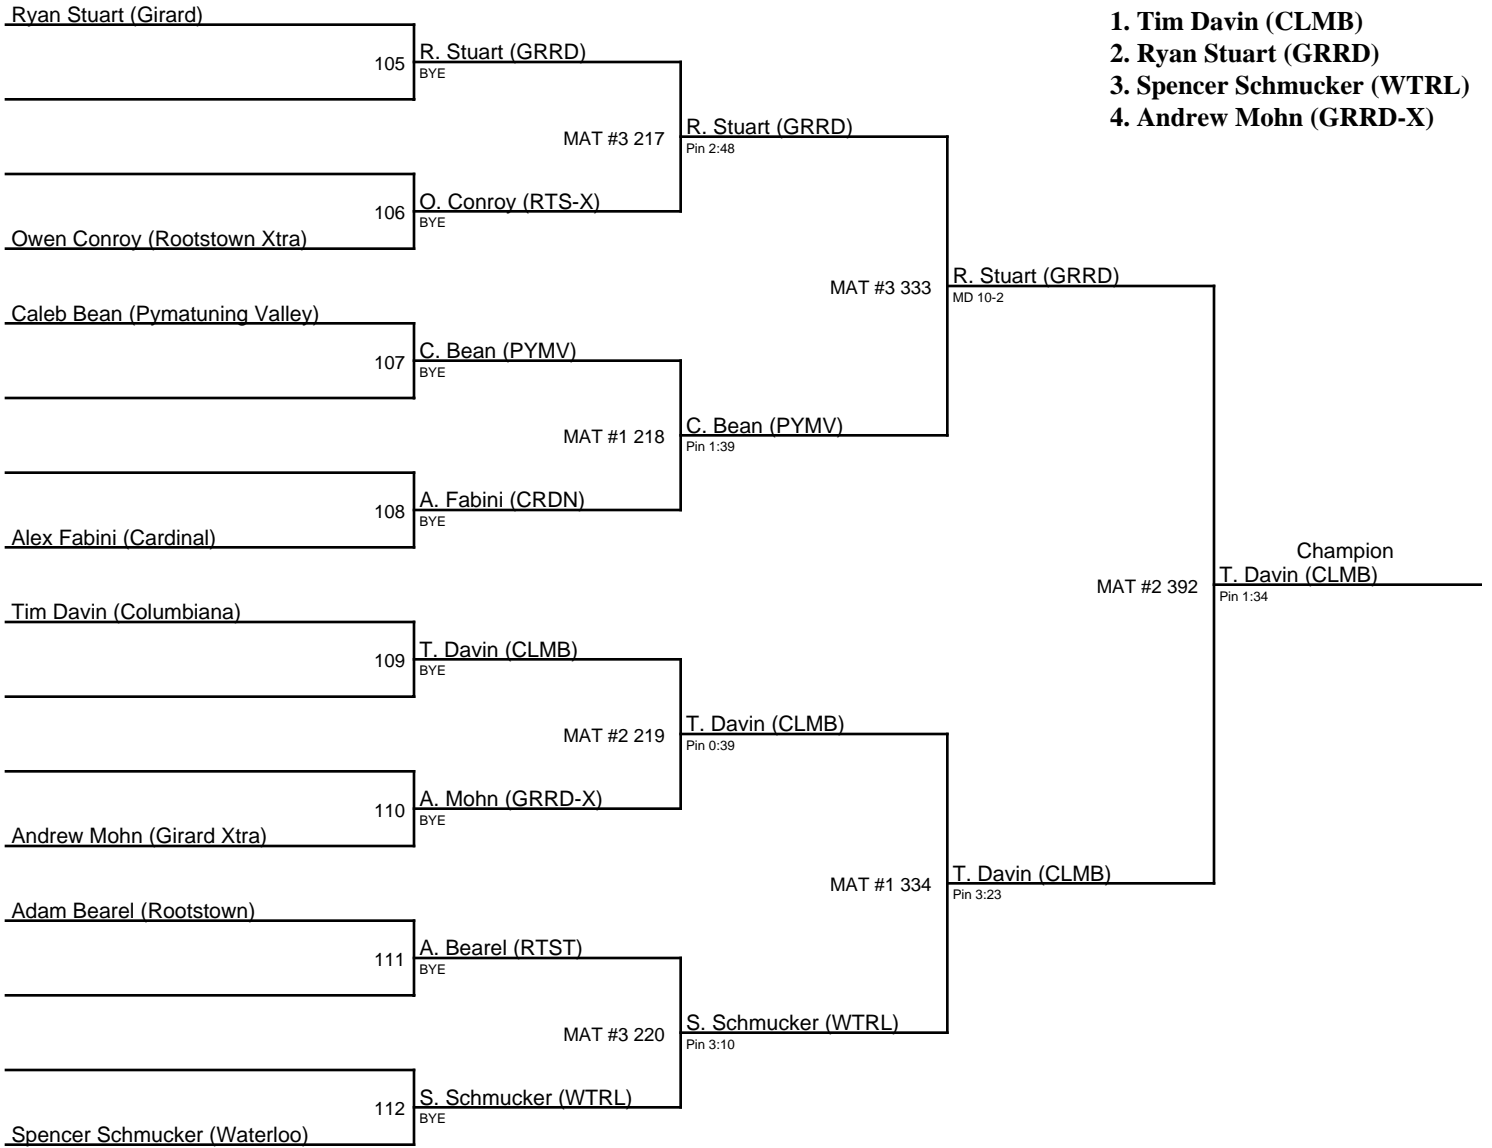 Ryan Stuart (Girard)
1. Tim Davin (CLMB)
2. Ryan Stuart (GRRD)
3. Spencer Schmucker (WTRL)
4. Andrew Mohn (GRRD-X)
105
R. Stuart (GRRD)
BYE
MAT #3 217
R. Stuart (GRRD)
Pin 2:48
106
O. Conroy (RTS-X)
BYE
Owen Conroy (Rootstown Xtra)
MAT #3 333
R. Stuart (GRRD)
MD 10-2
Caleb Bean (Pymatuning Valley)
107
C. Bean (PYMV)
BYE
MAT #1 218
C. Bean (PYMV)
Pin 1:39
108
A. Fabini (CRDN)
BYE
Alex Fabini (Cardinal)
Champion
MAT #2 392
T. Davin (CLMB)
Pin 1:34
Tim Davin (Columbiana)
109
T. Davin (CLMB)
BYE
MAT #2 219
T. Davin (CLMB)
Pin 0:39
110
A. Mohn (GRRD-X)
BYE
Andrew Mohn (Girard Xtra)
MAT #1 334
T. Davin (CLMB)
Pin 3:23
Adam Bearel (Rootstown)
111
A. Bearel (RTST)
BYE
MAT #3 220
S. Schmucker (WTRL)
Pin 3:10
112
S. Schmucker (WTRL)
BYE
Spencer Schmucker (Waterloo)